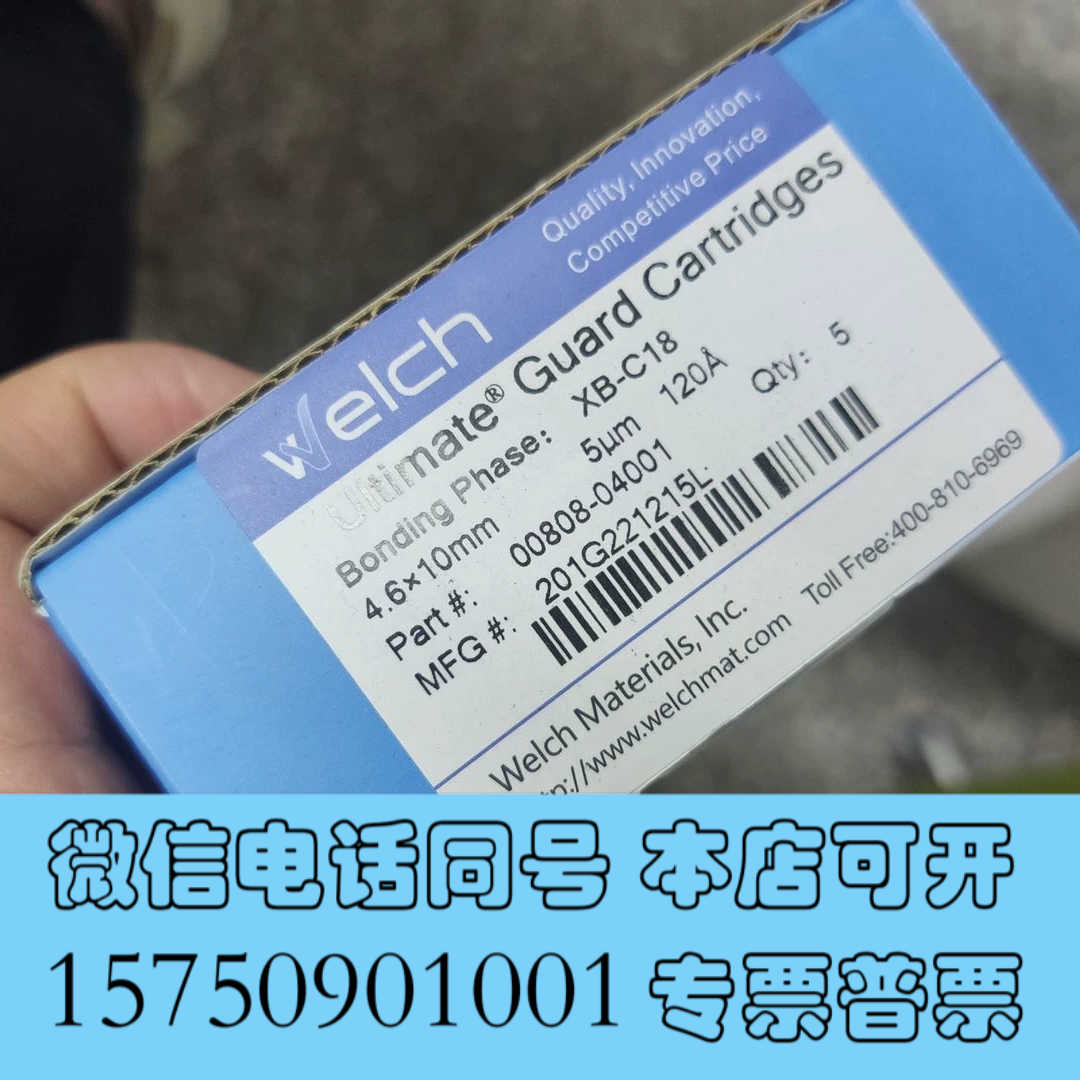 Welch
Quality, Innovation,
Competitive Price
Ultimate® Guard Cartridges
Bonding Phase: XB-C18
4.6×10mm 5μm 120Å
Part #: 00808-04001 Qty: 5
MFG #: 201G221215L
Welch Materials, Inc. Toll Free:400-810-6969
tp://www.welchmat.com
微信电话同号 本店可开
15750901001 专票普票